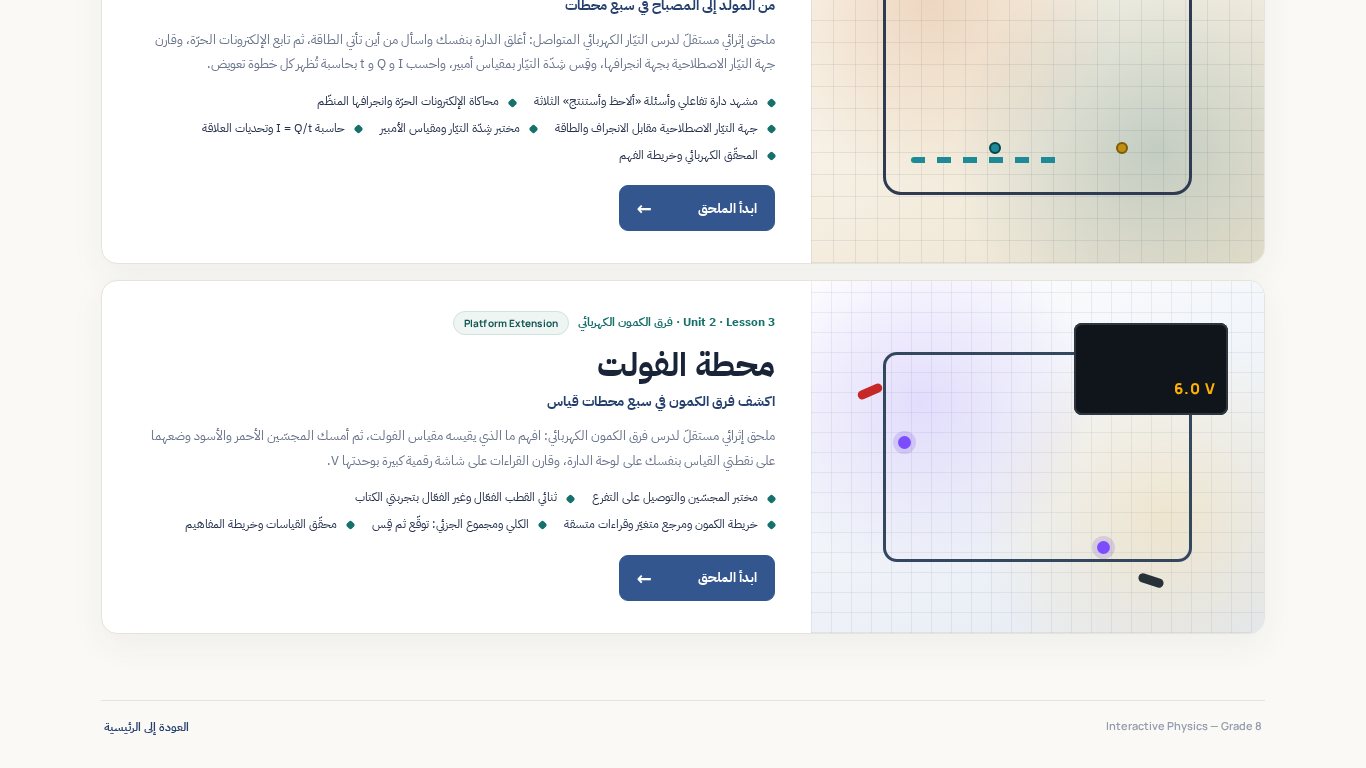 من المولد إلى المصباح في سبع محطات
ملحق إثرائي مستقلّ لدرس التيّار الكهربائي المتواصل: أغلق الدارة بنفسك واسأل من أين تأتي الطاقة، ثم تابع الإلكترونات الحرّة، وقارن
جهة التيّار الاصطلاحية بجهة انجرافها، وقِس شِدّة التيّار بمقياس أمبير، واحسب I و Q و t بحاسبة تُظهر كل خطوة تعويض.
مشهد دارة تفاعلي وأسئلة «ألاحظ وأستنتج» الثلاثة
محاكاة الإلكترونات الحرّة وانجرافها المنظّم
جهة التيّار الاصطلاحية مقابل الانجراف والطاقة
مختبر شِدّة التيّار ومقياس الأمبير
حاسبة I = Q/t وتحديات العلاقة
المحقّق الكهربائي وخريطة الفهم
ابدأ الملحق ←
Unit 2 · Lesson 3 · فرق الكمون الكهربائي
Platform Extension
6.0 V
محطة الفولت
اكشف فرق الكمون في سبع محطات قياس
ملحق إثرائي مستقلّ لدرس فرق الكمون الكهربائي: افهم ما الذي يقيسه مقياس الفولت، ثم أمسك المجسّين الأحمر والأسود وضعهما
على نقطتي القياس بنفسك على لوحة الدارة، وقارن القراءات على شاشة رقمية كبيرة بوحدتها V.
مختبر المجسّين والتوصيل على التفرع
ثنائي القطب الفعّال وغير الفعّال بتجربتي الكتاب
خريطة الكمون ومرجع متغيّر وقراءات متسقة
الكلي ومجموع الجزئي: توقّع ثم قِس
محقّق القياسات وخريطة المفاهيم
ابدأ الملحق ←
Interactive Physics — Grade 8
العودة إلى الرئيسية